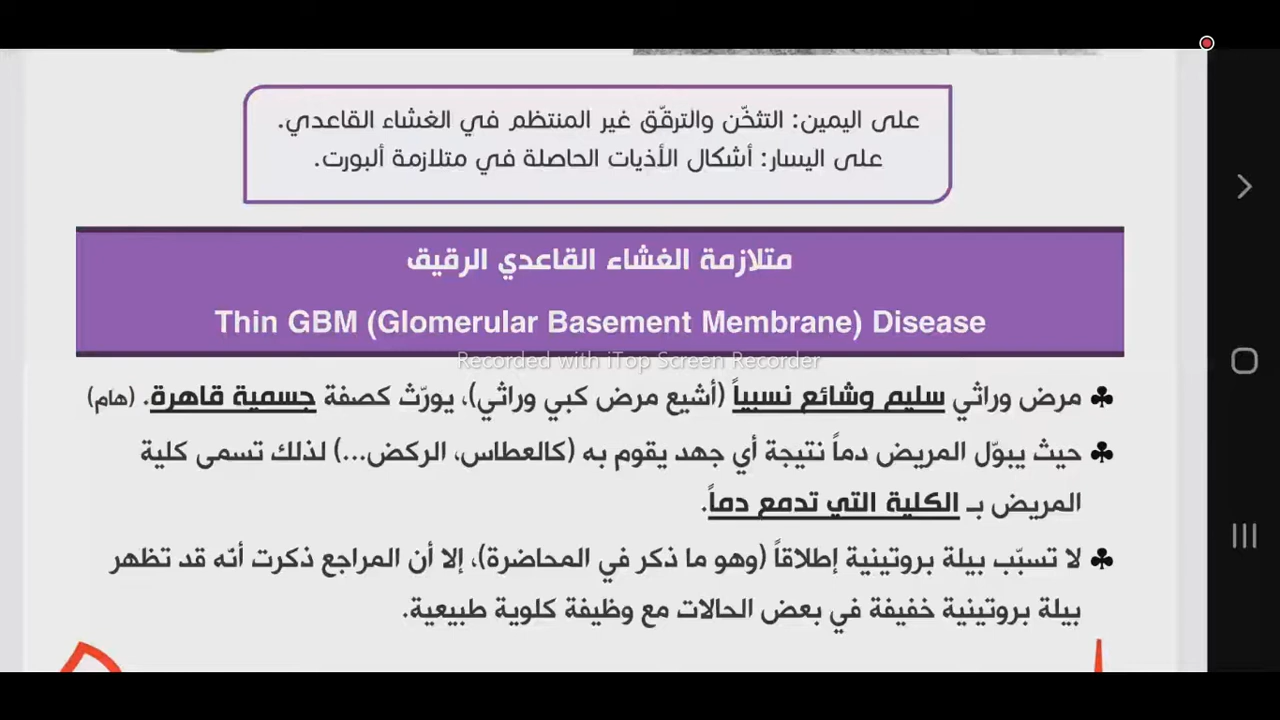 على اليمين: التثخّن والترقّق غير المنتظم في الغشاء القاعدي.
على اليسار: أشكال الأذيات الحاصلة في متلازمة ألبورت.
متلازمة الغشاء القاعدي الرقيق
Thin GBM (Glomerular Basement Membrane) Disease
Recorded with iTop Screen Recorder
♣ مرض وراثي سليم وشائع نسبياً (أشيع مرض كبي وراثي)، يورّث كصفة جسمية قاهرة. (هام)
♣ حيث يبوّل المريض دماً نتيجة أي جهد يقوم به (كالعطاس، الركض...) لذلك تسمى كلية
المريض بـ الكلية التي تدمع دماً.
♣ لا تسبّب بيلة بروتينية إطلاقاً (وهو ما ذكر في المحاضرة)، إلا أن المراجع ذكرت أنّه قد تظهر
بيلة بروتينية خفيفة في بعض الحالات مع وظيفة كلوية طبيعية.